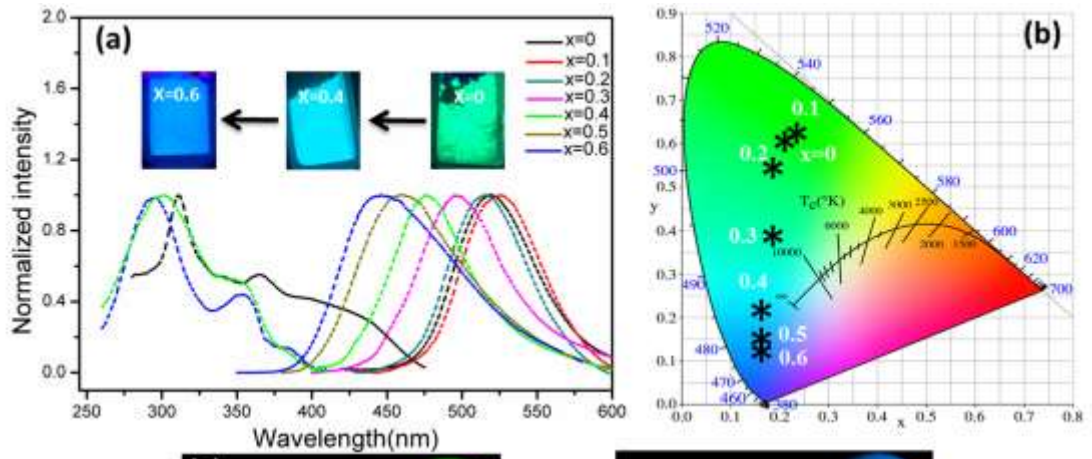 (a)
2.0
1.6
1.2
0.8
0.4
0.0
Normalized intensity
250 300 350 400 450 500 550 600
Wavelength(nm)
X=0.6
X=0.4
X=0
x=0
x=0.1
x=0.2
x=0.3
x=0.4
x=0.5
x=0.6
(b)
0.9
0.8
0.7
0.6
0.5
y
0.4
0.3
0.2
0.1
0.0
0.0 0.1 0.2 0.3 0.4 0.5 0.6 0.7 0.8
x
520
540
560
580
600
620
700
500
490
480
470
460
380
0.1
x=0
0.2
0.3
0.4
0.5
0.6
TC(°K)
∞
10000
6000
4000
3000
2500
2000
1500